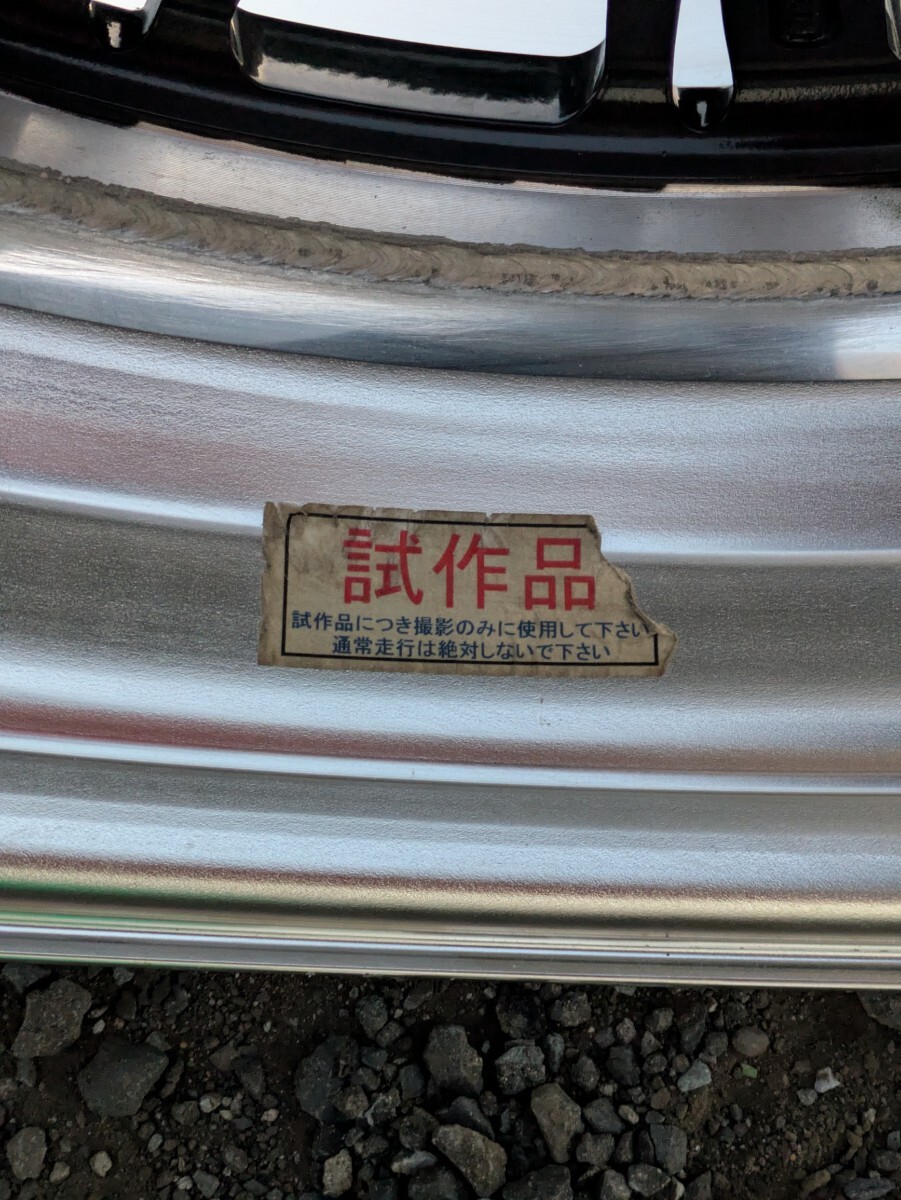 試作品
試作品につき撮影のみに使用して下さい
通常走行は絶対しないで下さい